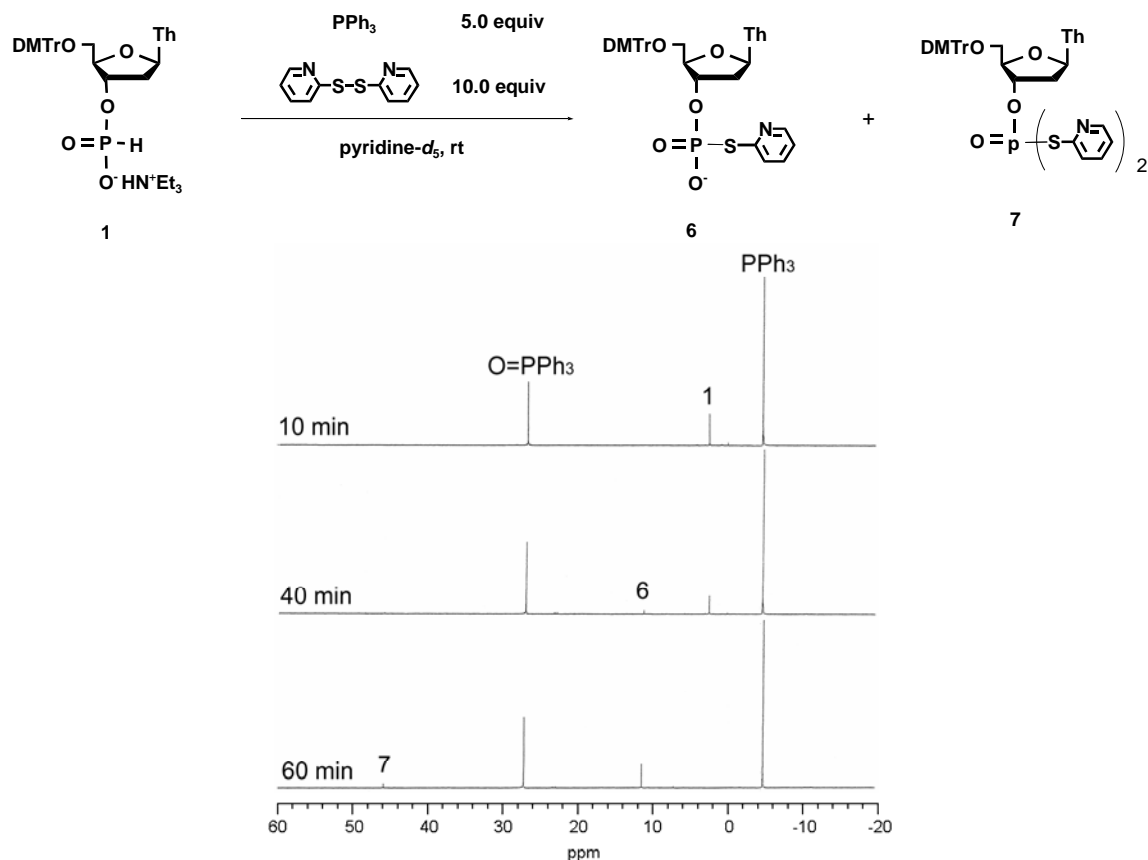 DMTrO O Th
O
O=P-H
O⁻ HN⁺Et₃
1
PPh₃ 5.0 equiv
N S-S N 10.0 equiv
pyridine-d₅, rt
DMTrO O Th
O
O=P-S N
O⁻
6
+
DMTrO O Th
O
O=p (S N)₂
7
PPh₃
O=PPh₃
1
10 min
6
40 min
7
60 min
60 50 40 30 20 10 0 -10 -20
ppm